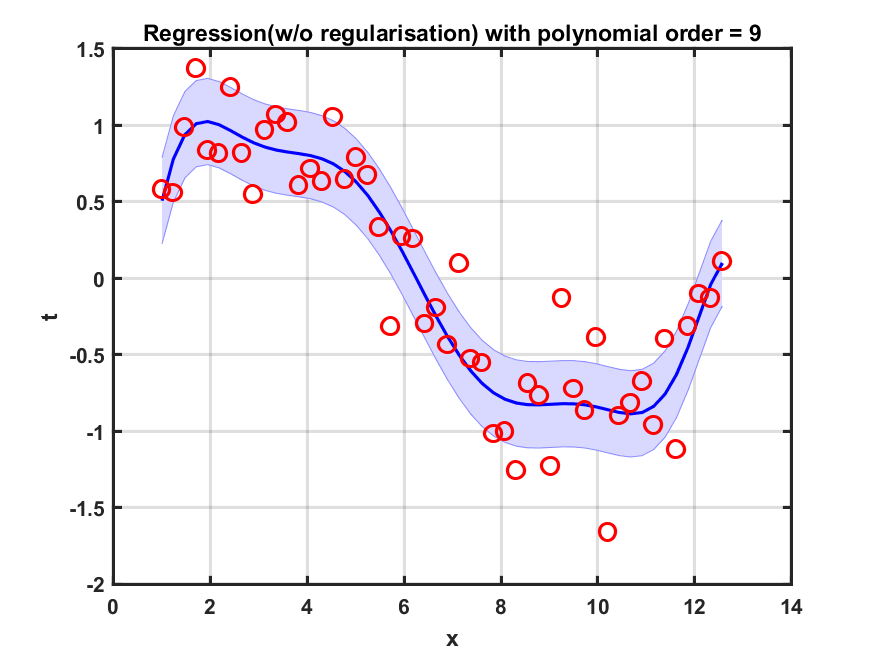 Regression(w/o regularisation) with polynomial order = 9
1.5
1
0.5
0
-0.5
-1
-1.5
-2
t
0 2 4 6 8 10 12 14
x